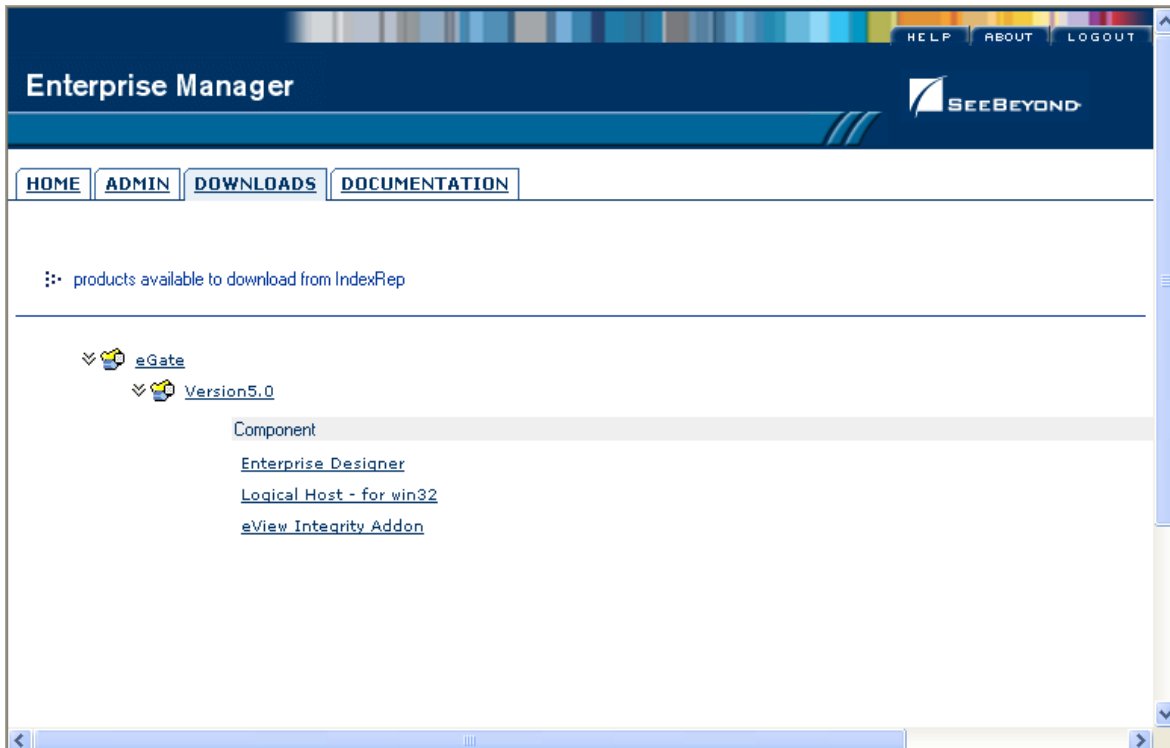 HELP ABOUT LOGOUT
Enterprise Manager
SEEBEYOND
HOME ADMIN DOWNLOADS DOCUMENTATION
products available to download from IndexRep
eGate
Version5.0
Component
Enterprise Designer
Logical Host - for win32
eView Integrity Addon